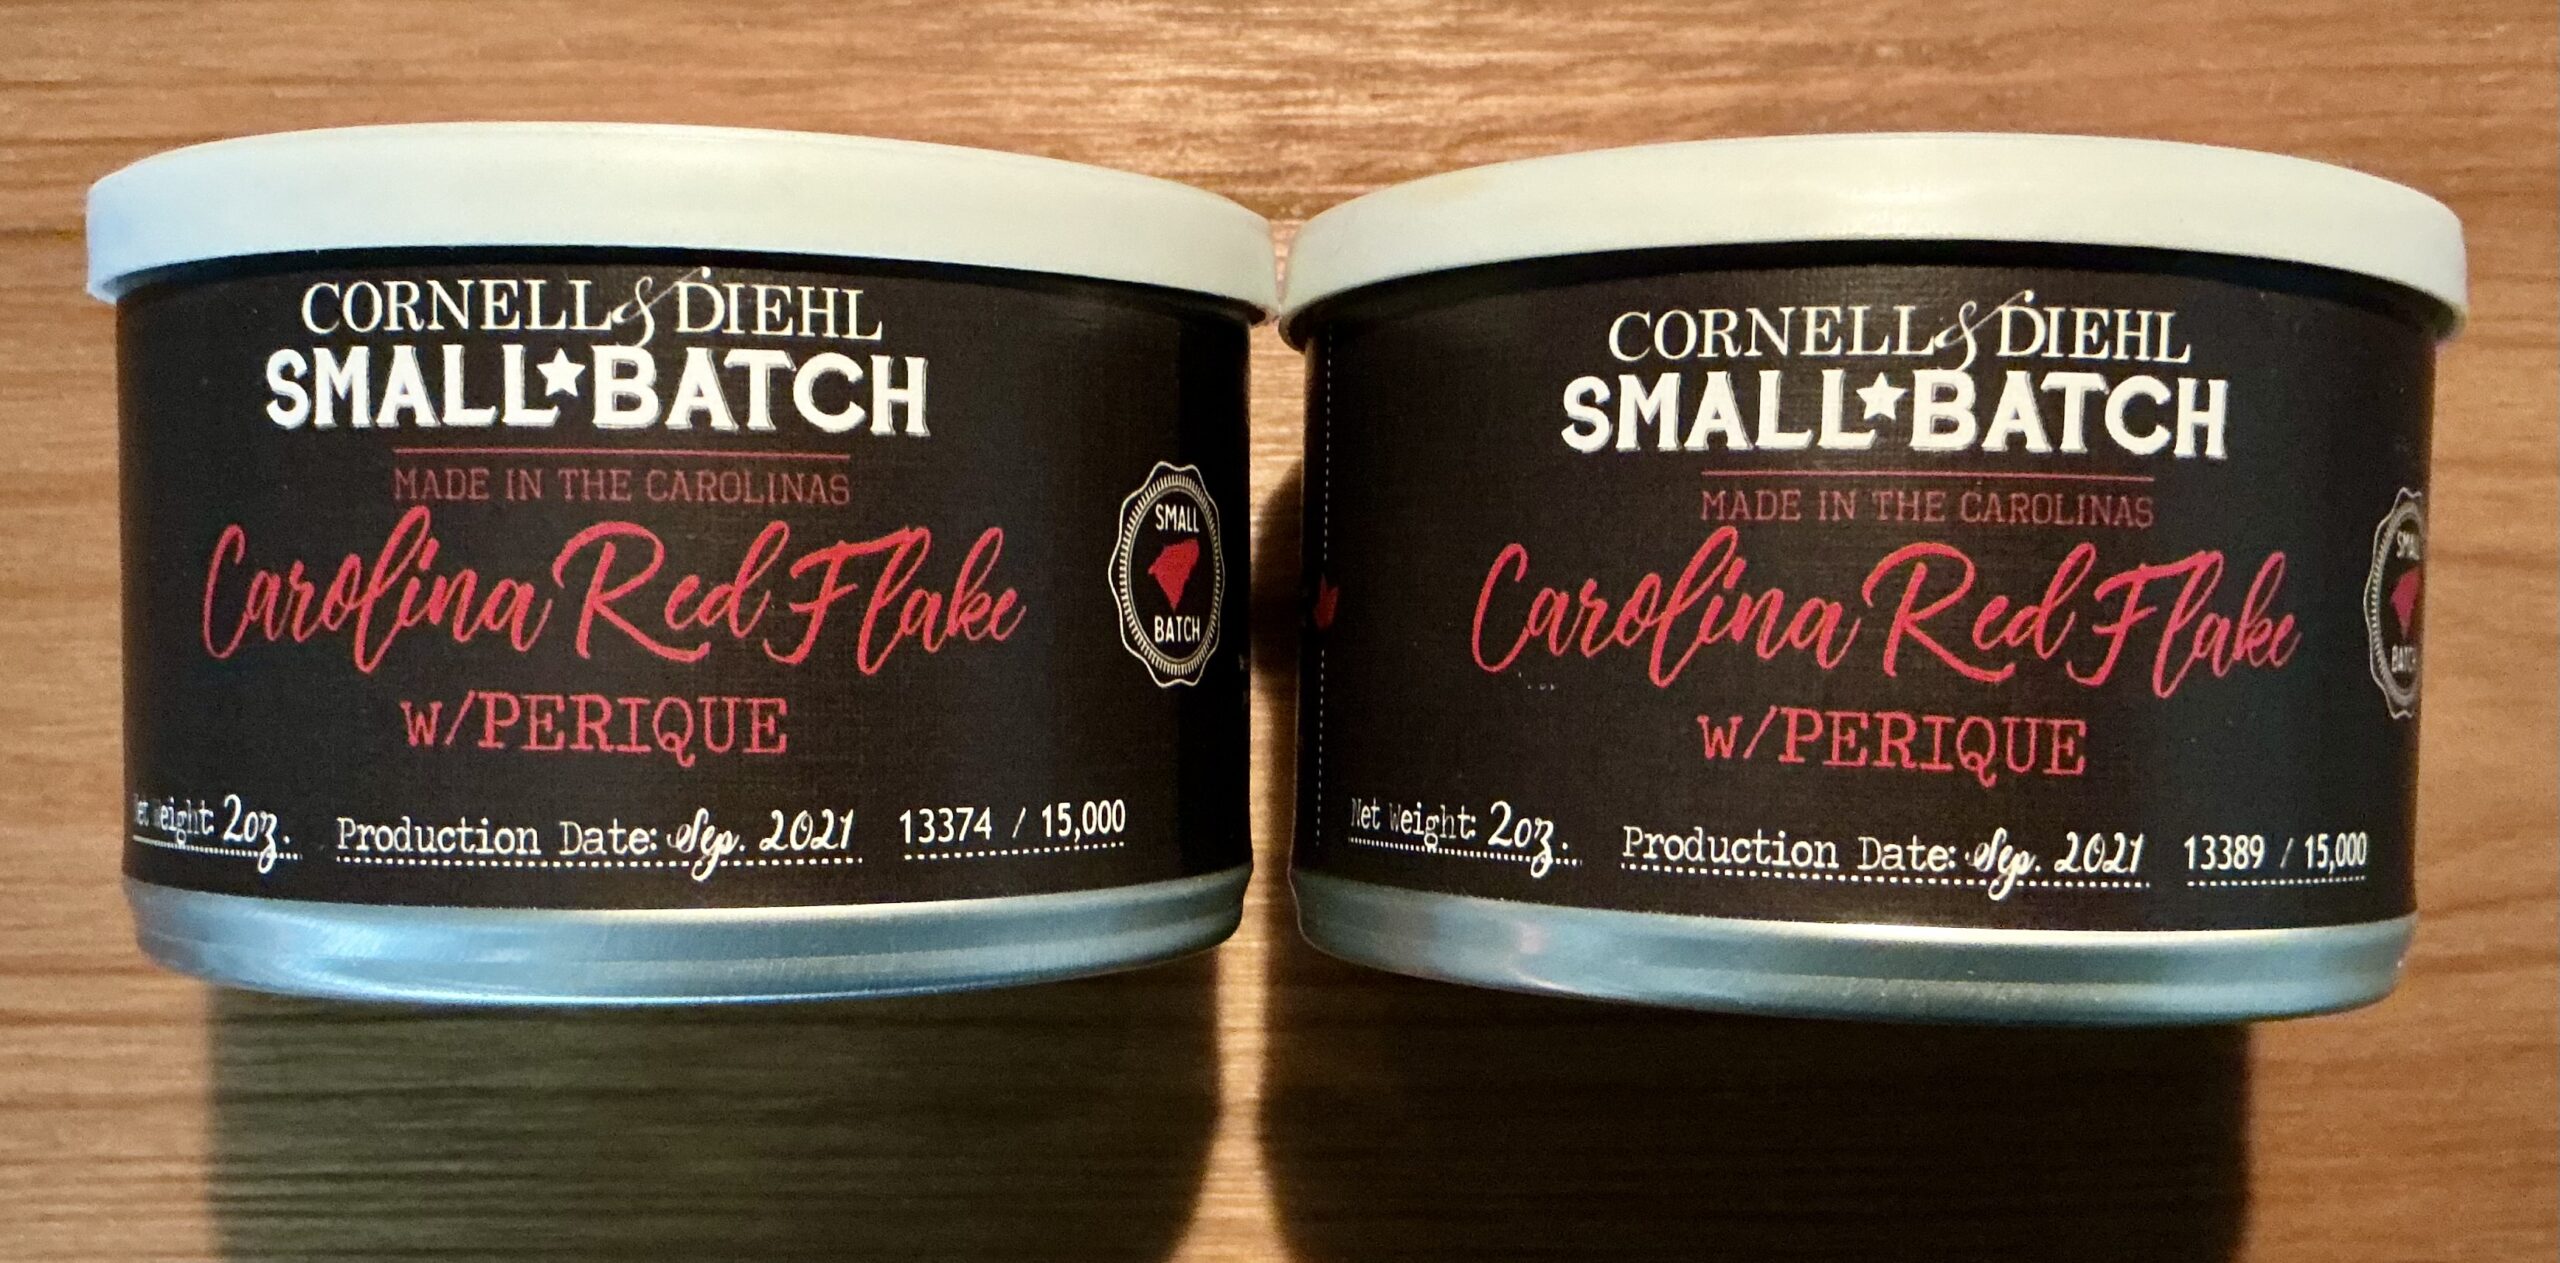 CORNELL & DIEHL
SMALL★BATCH
MADE IN THE CAROLINAS
Carolina Red Flake
w/PERIQUE
Net Weight: 2oz. Production Date: Sep. 2021 13374 / 15,000
SMALL
BATCH
CORNELL & DIEHL
SMALL★BATCH
MADE IN THE CAROLINAS
Carolina Red Flake
w/PERIQUE
Net Weight: 2oz. Production Date: Sep. 2021 13389 / 15,000
SMALL
BATCH